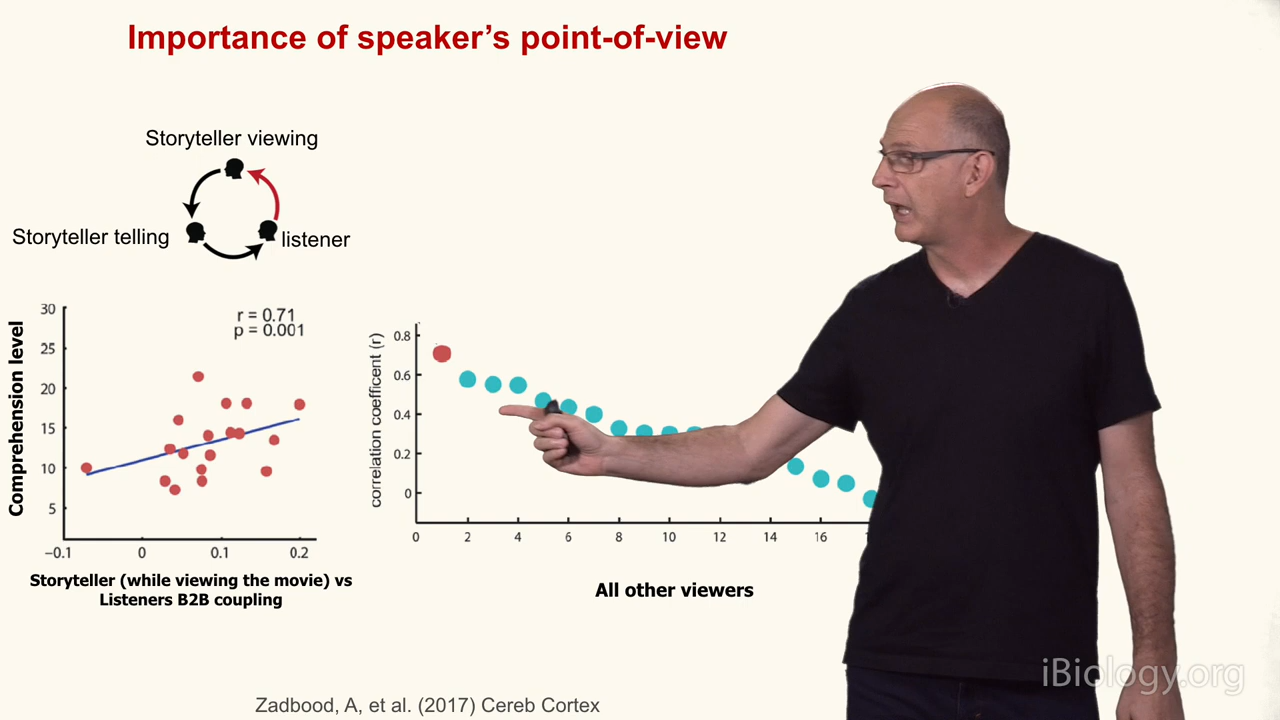 Importance of speaker's point-of-view
Storyteller viewing
Storyteller telling
listener
30
25
20
15
10
5
r = 0.71
p = 0.001
Comprehension level
−0.1
0
0.1
0.2
Storyteller (while viewing the movie) vs
Listeners B2B coupling
correlation coefficent (r)
0.8
0.6
0.4
0.2
0
0
2
4
6
8
10
12
14
16
All other viewers
Zadbood, A, et al. (2017) Cereb Cortex
iBiology.org